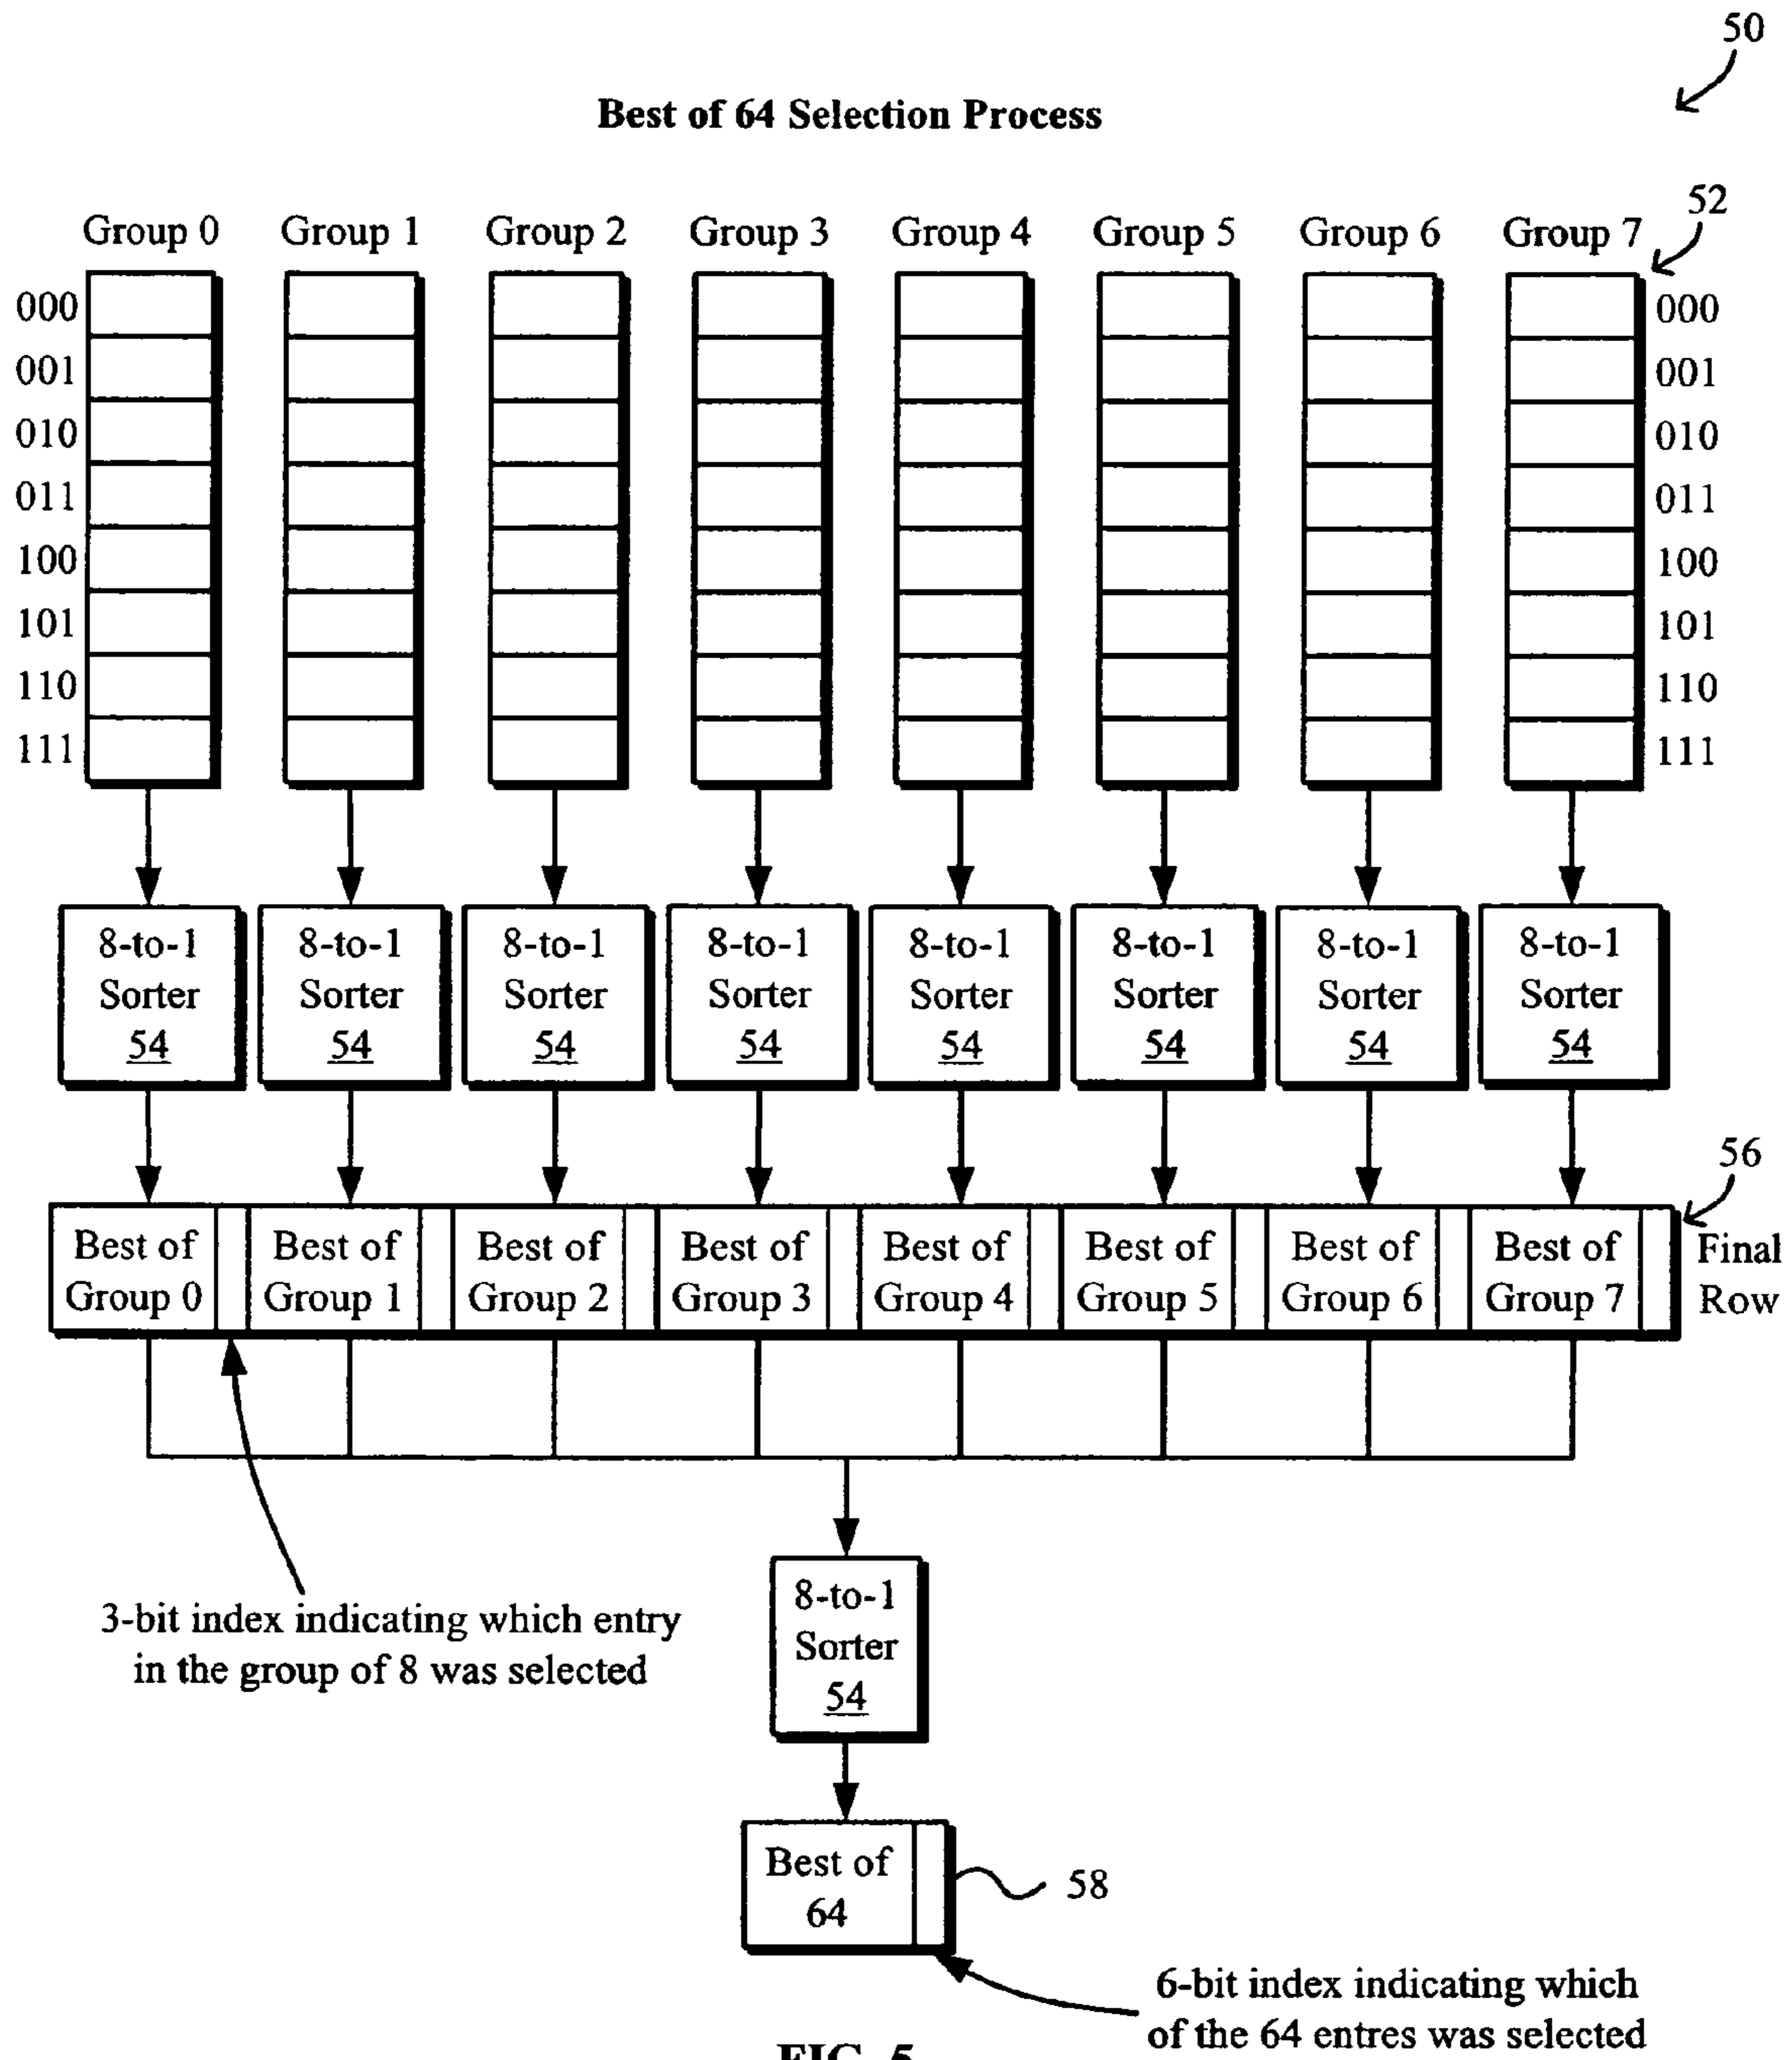 50
Best of 64 Selection Process
52
Group 0 Group 1 Group 2 Group 3 Group 4 Group 5 Group 6 Group 7
000 000
001 001
010 010
011 011
100 100
101 101
110 110
111 111
8-to-1 8-to-1 8-to-1 8-to-1 8-to-1 8-to-1 8-to-1 8-to-1
Sorter Sorter Sorter Sorter Sorter Sorter Sorter Sorter
54 54 54 54 54 54 54 54
56
Best of Best of Best of Best of Best of Best of Best of Best of Final
Group 0 Group 1 Group 2 Group 3 Group 4 Group 5 Group 6 Group 7 Row
3-bit index indicating which entry
in the group of 8 was selected
8-to-1
Sorter
54
Best of
64
58
6-bit index indicating which
of the 64 entres was selected
FIG. 5